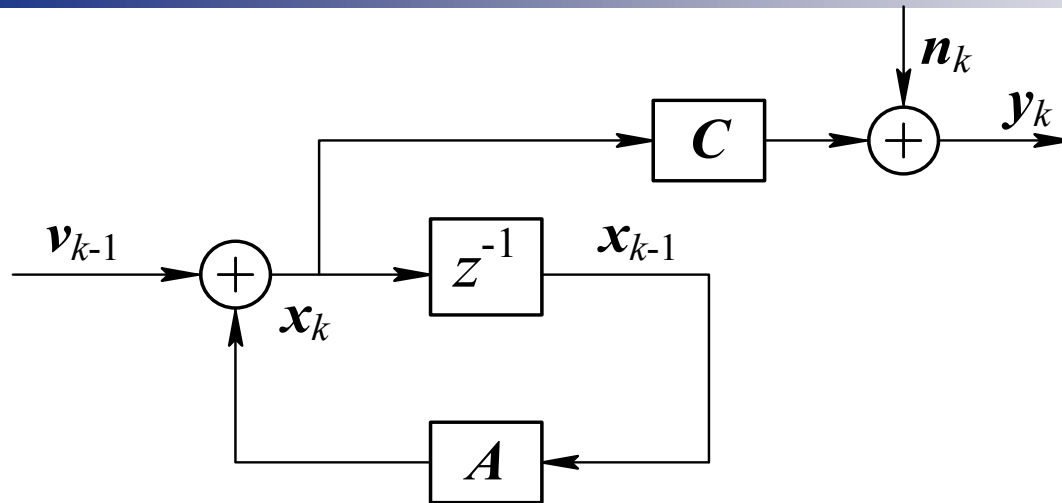 n_k
y_k
C
+
v_{k-1}
z^{-1}
x_{k-1}
+
x_k
A